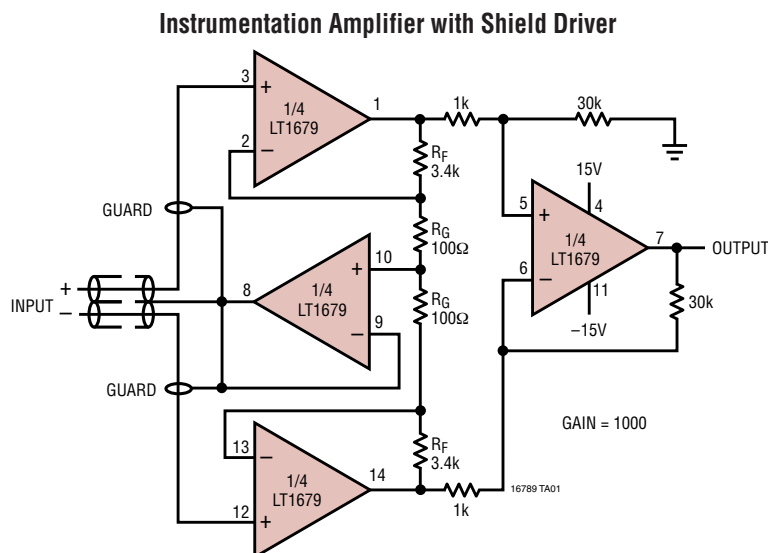 Instrumentation Amplifier with Shield Driver
3
+
1/4
LT1679
2
−
1
1k
30k
RF
3.4k
GUARD
RG
100Ω
15V
4
5
+
1/4
LT1679
7
OUTPUT
6
−
11
−15V
30k
10
+
1/4
LT1679
8
9
−
RG
100Ω
+
INPUT
−
GUARD
GAIN = 1000
13
−
1/4
LT1679
14
12
+
RF
3.4k
1k
16789 TA01